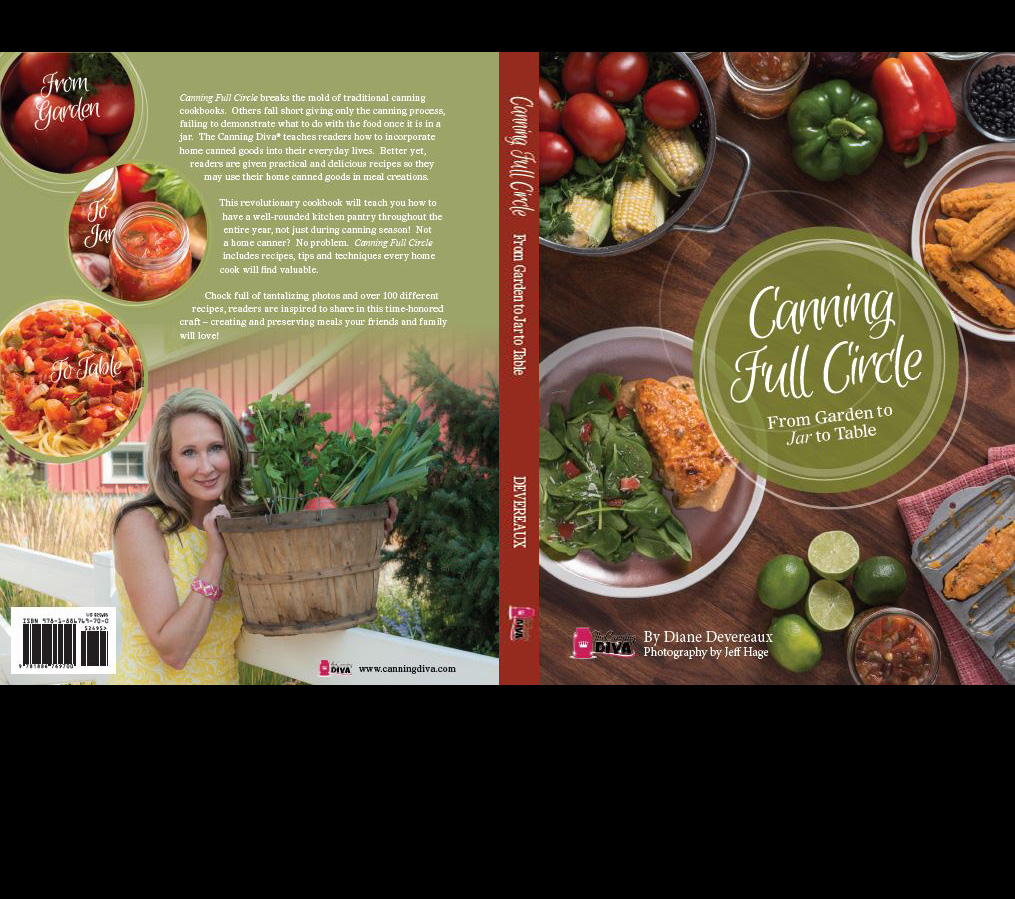 From
Garden
To
Jar
To Table
Canning Full Circle breaks the mold of traditional canning
cookbooks. Others fall short giving only the canning process,
failing to demonstrate what to do with the food once it is in a
jar. The Canning Diva® teaches readers how to incorporate
home canned goods into their everyday lives. Better yet,
readers are given practical and delicious recipes so they
may use their home canned goods in meal creations.
This revolutionary cookbook will teach you how to
have a well-rounded kitchen pantry throughout the
entire year, not just during canning season! Not
a home canner? No problem. Canning Full Circle
includes recipes, tips and techniques every home
cook will find valuable.
Chock full of tantalizing photos and over 100 different
recipes, readers are inspired to share in this time-honored
craft – creating and preserving meals your friends and family
will love!
ISBN 978-1-886769-70-0
52495>
DIVA
www.canningdiva.com
Canning Full Circle
From Garden to Jar to Table
DEVEREAUX
DIVA
Canning
Full Circle
From Garden to
Jar to Table
The Canning
DIVA
By Diane Devereaux
Photography by Jeff Hage